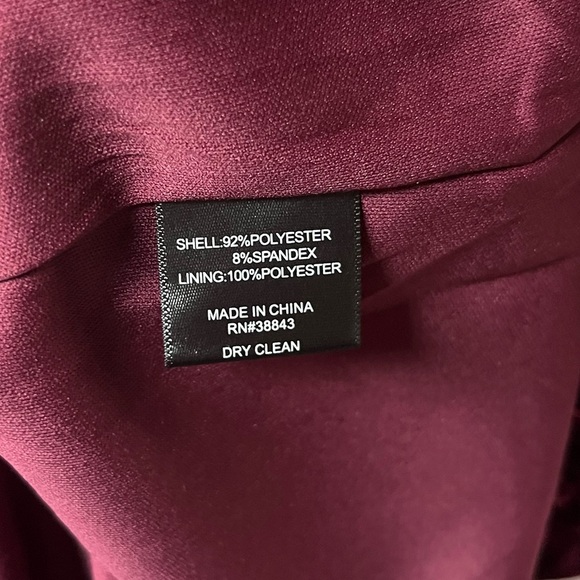 SHELL:92%POLYESTER
8%SPANDEX
LINING:100%POLYESTER
MADE IN CHINA
RN#38843
DRY CLEAN